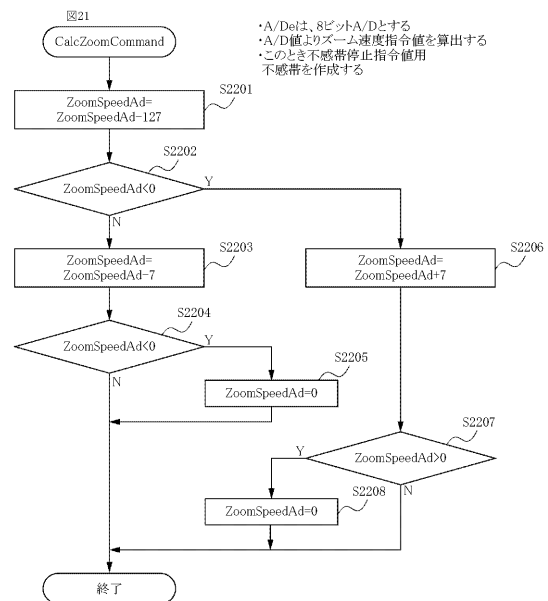 図21
・A/Deは、8ビットA/Dとする
・A/D値よりズーム速度指令値を算出する
・このとき不感帯停止指令値用
不感帯を作成する
CalcZoomCommand
S2201
ZoomSpeedAd=
ZoomSpeedAd-127
S2202
ZoomSpeedAd<0
Y
N
S2203
ZoomSpeedAd=
ZoomSpeedAd-7
S2206
ZoomSpeedAd=
ZoomSpeedAd+7
S2204
ZoomSpeedAd<0
Y
N
S2205
ZoomSpeedAd=0
S2207
ZoomSpeedAd>0
Y
N
ZoomSpeedAd=0
S2208
終了